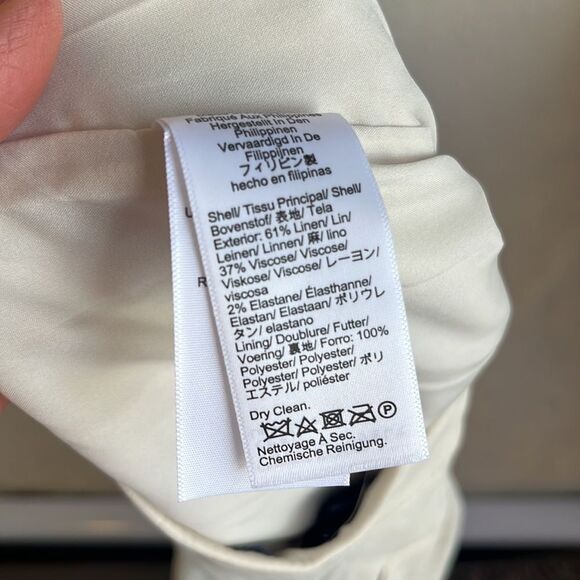 Fabriqué Aux Philippines
Hergestellt In Den
Philippinen
Vervaardigd In De
Filippijnen
フィリピン製
hecho en filipinas
Shell/ Tissu Principal/ Shell/
Bovenstof/ 表地/ Tela
Exterior: 61% Linen/ Lin/
Leinen/ Linnen/ 麻/ lino
37% Viscose/ Viscose/
Viskose/ Viscose/ レーヨン/
viscosa
2% Elastane/ Élasthanne/
Elastan/ Elastaan/ ポリウレ
タン/ elastano
Lining/ Doublure/ Futter/
Voering/ 裏地/ Forro: 100%
Polyester/ Polyester/
Polyester/ Polyester/ ポリ
エステル/ poliéster
Dry Clean.
P
Nettoyage À Sec.
Chemische Reinigung.
U
R